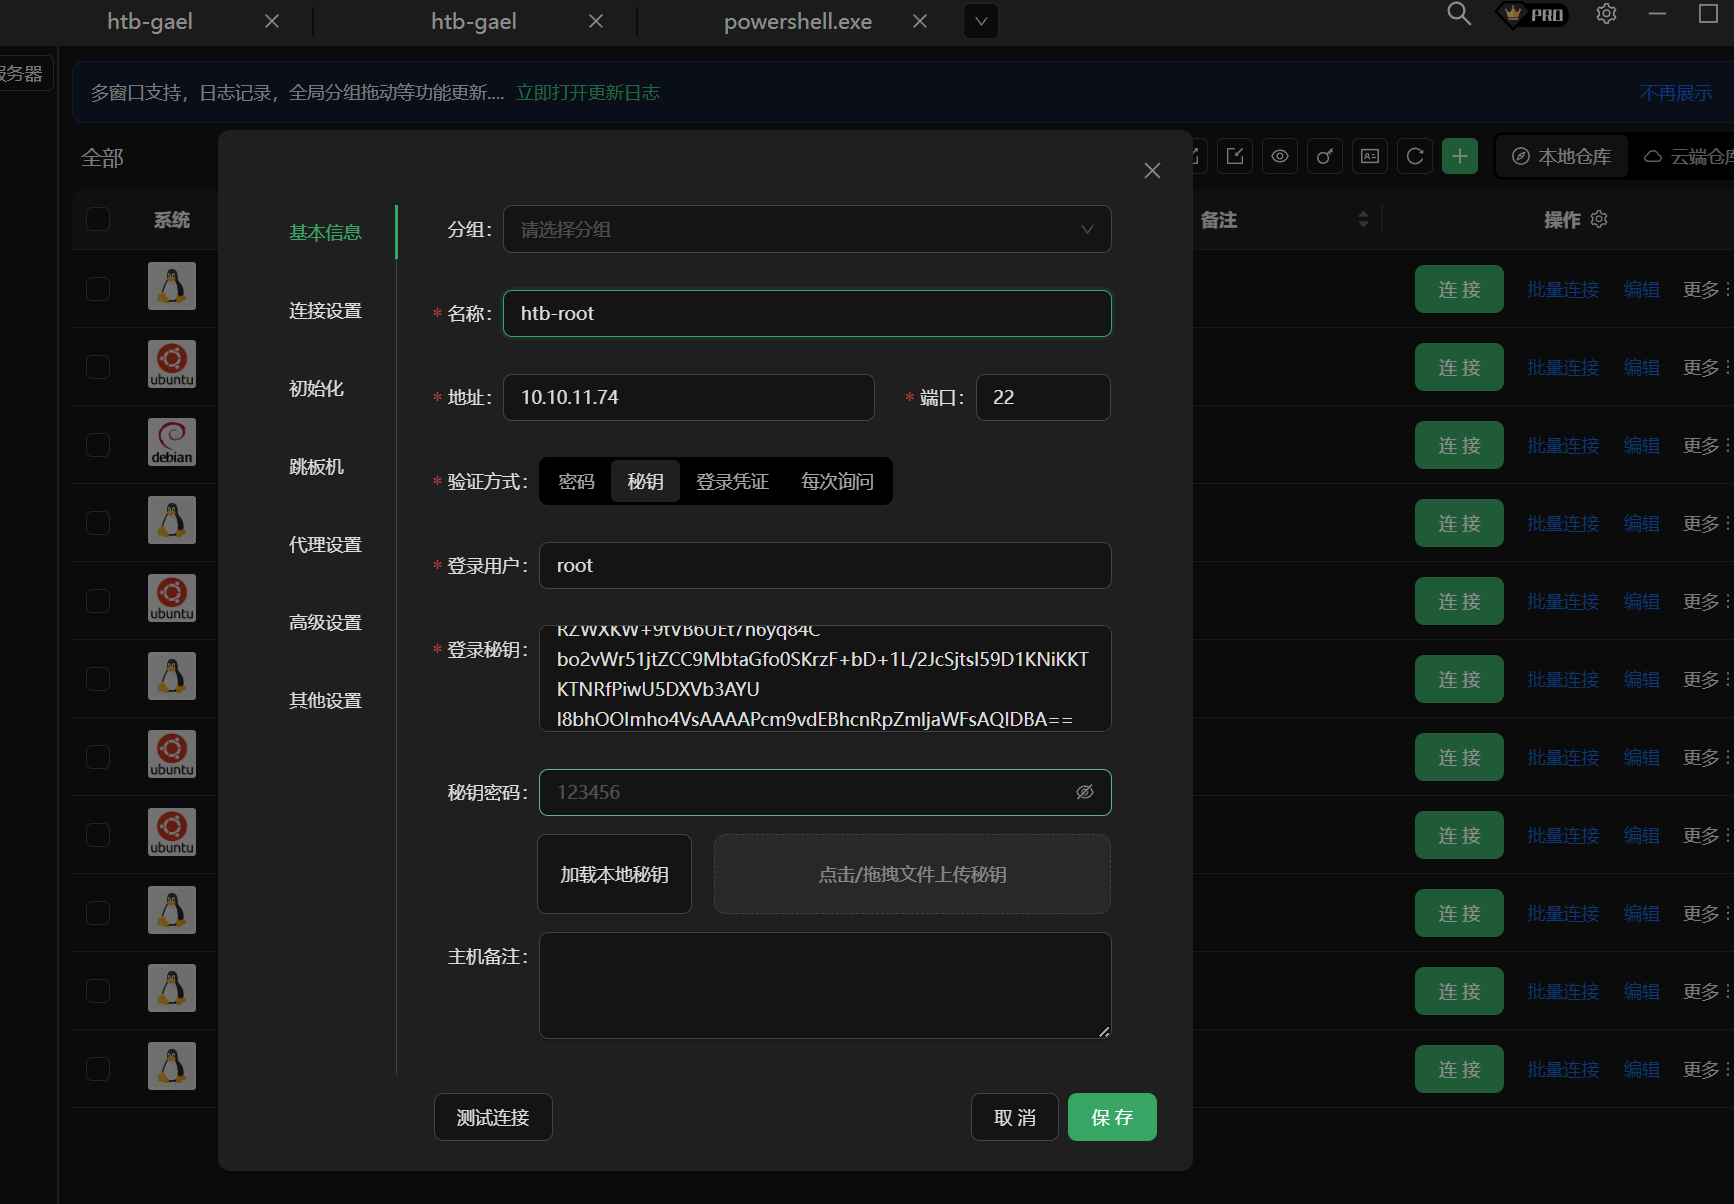 htb-gael
htb-gael
powershell.exe
PRO
服务器
多窗口支持，日志记录，全局分组拖动等功能更新.... 立即打开更新日志
不再展示
全部
本地仓库
云端仓库
系统
备注
操作
基本信息
连接设置
初始化
跳板机
代理设置
高级设置
其他设置
分组：
请选择分组
* 名称：
htb-root
* 地址：
10.10.11.74
* 端口：
22
* 验证方式：
密码
秘钥
登录凭证
每次询问
* 登录用户：
root
* 登录秘钥：
bo2vWr51jtZCC9MbtaGfo0SKrzF+bD+1L/2JcSjtsI59D1KNiKKT
KTNRfPiwU5DXVb3AYU
I8bhOOImho4VsAAAAPcm9vdEBhcnRpZmljaWFsAQIDBA==
秘钥密码：
123456
加载本地秘钥
点击/拖拽文件上传秘钥
主机备注：
测试连接
取 消
保 存
连 接 批量连接 编辑 更多
ubuntu
连 接 批量连接 编辑 更多
debian
连 接 批量连接 编辑 更多
连 接 批量连接 编辑 更多
ubuntu
连 接 批量连接 编辑 更多
连 接 批量连接 编辑 更多
ubuntu
连 接 批量连接 编辑 更多
ubuntu
连 接 批量连接 编辑 更多
连 接 批量连接 编辑 更多
连 接 批量连接 编辑 更多
连 接 批量连接 编辑 更多